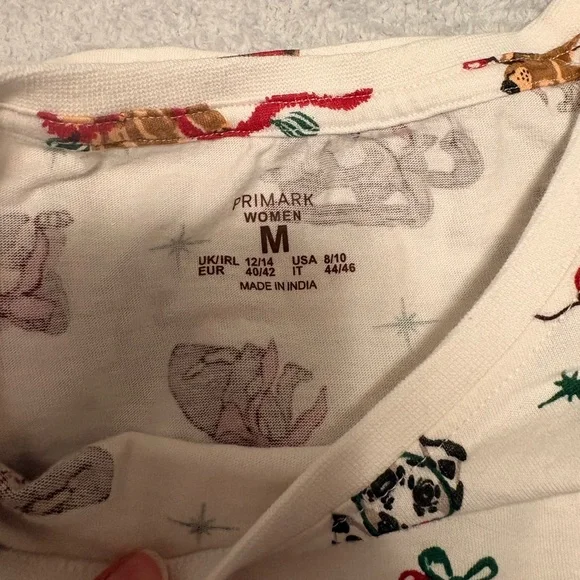 PRIMARK
WOMEN
M
UK/IRL 12/14 USA 8/10
EUR 40/42 IT 44/46
MADE IN INDIA